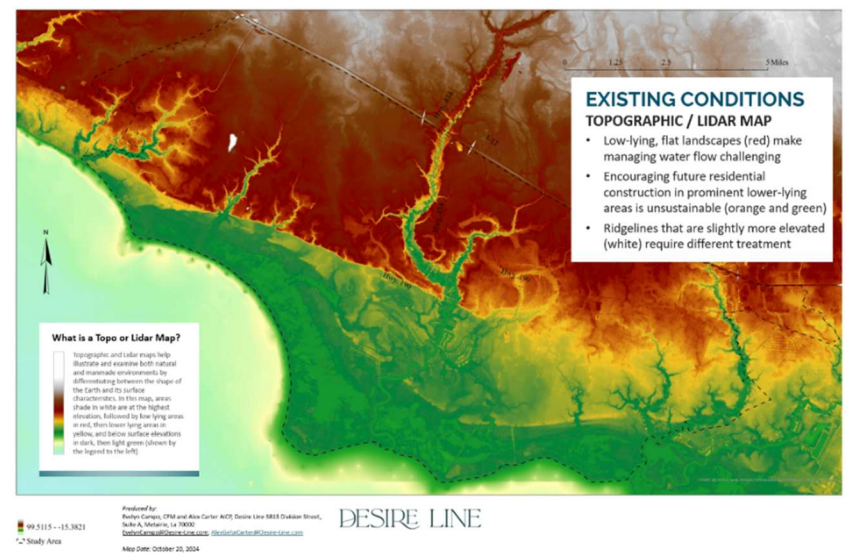 0 1.25 2.5 5 Miles
EXISTING CONDITIONS
TOPOGRAPHIC / LIDAR MAP
• Low-lying, flat landscapes (red) make
managing water flow challenging
• Encouraging future residential
construction in prominent lower-lying
areas is unsustainable (orange and green)
• Ridgelines that are slightly more elevated
(white) require different treatment
N
What is a Topo or Lidar Map?
Topographic and Lidar maps help
illustrate and examine both natural
and manmade environments by
differentiating between the shape of
the Earth and its surface
characteristics. In this map, areas
shade in white are at the highest
elevation, followed by low lying areas
in red, then lower lying areas in
yellow, and below surface elevations
in dark, then light green (shown by
the legend to the left)
99.5115 - -15.3821
Study Area
Produced by:
Evelyn Campo, CFM and Alex Carter AICP, Desire Line 5813 Division Street,
Suite A, Metairie, La 70000
EvelynCampo@Desire-Line.com;
Map Date: October 20, 2024
DESIRE LINE